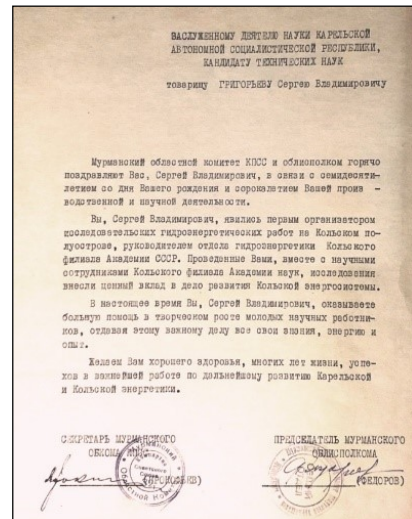 ЗАСЛУЖЕННОМУ ДЕЯТЕЛЮ НАУКИ КАРЕЛЬСКОЙ
АВТОНОМНОЙ СОЦИАЛИСТИЧЕСКОЙ РЕСПУБЛИКИ,
КАНДИДАТУ ТЕХНИЧЕСКИХ НАУК
товарищу ГРИГОРЬЕВУ Сергею Владимировичу
Мурманский областной комитет КПСС и облисполком горячо
поздравляют Вас, Сергей Владимирович, в связи с семидесяти-
летием со Дня Вашего рождения и сорокалетием Вашей произ -
водственной и научной деятельности.
Вы, Сергей Владимирович, явились первым организатором
исследовательских гидроэнергетических работ на Кольском по-
луострове, руководителем отдела гидроэнергетики Кольского
филиала Академии СССР. Проведенные Вами, вместе с научными
сотрудниками Кольского филиала Академии наук, исследования
внесли ценный вклад в дело развития Кольской энергосистемы.
В настоящее время Вы, Сергей Владимирович, оказываете
большую помощь в творческом росте молодых научных работни-
ков, отдавая этому важному делу все свои знания, энергию и
опыт.
Желаем Вам хорошего здоровья, многих лет жизни, успе-
хов в важнейшей работе по дальнейшему развитию Карельской
и Кольской энергетики.
СЕКРЕТАРЬ МУРМАНСКОГО
ОБКОМА КПСС
(ПРОКОФЬЕВ)
ПРЕДСЕДАТЕЛЬ МУРМАНСКОГО
ОБЛИСПОЛКОМА
(ФЕДОРОВ)